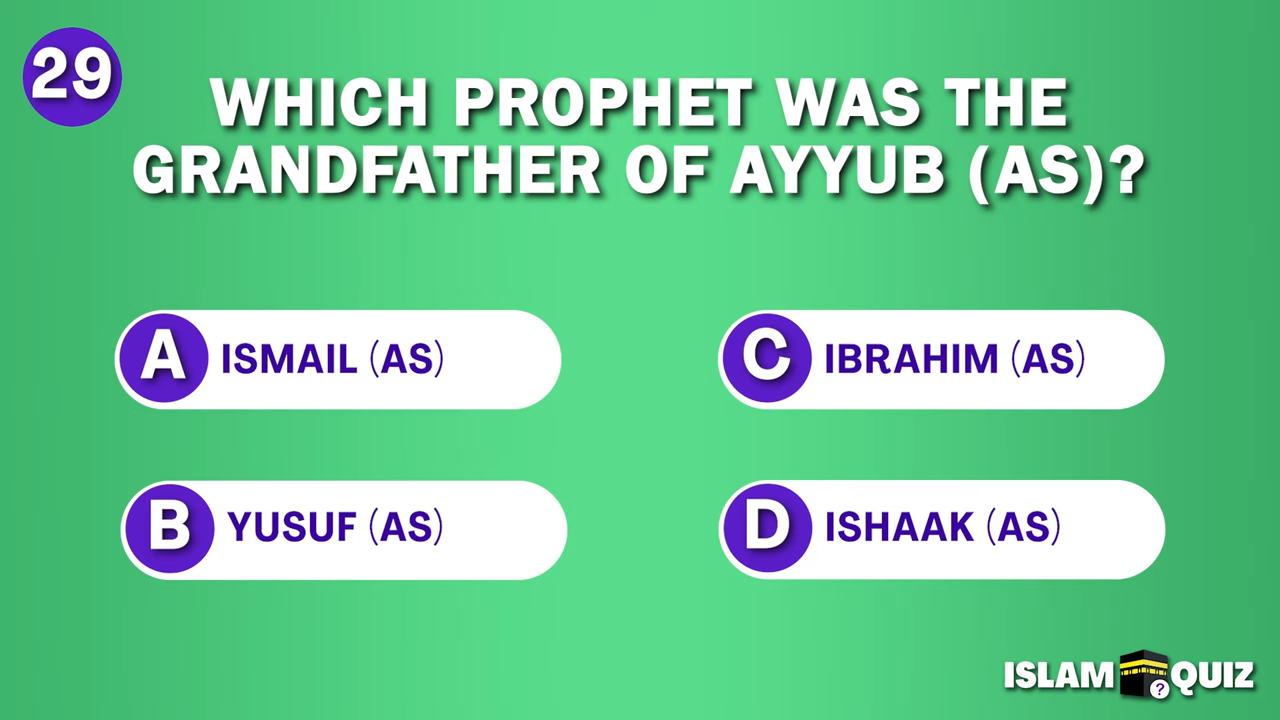 29
WHICH PROPHET WAS THE
GRANDFATHER OF AYYUB (AS)?
A ISMAIL (AS)
C IBRAHIM (AS)
B YUSUF (AS)
D ISHAAK (AS)
ISLAM ? QUIZ